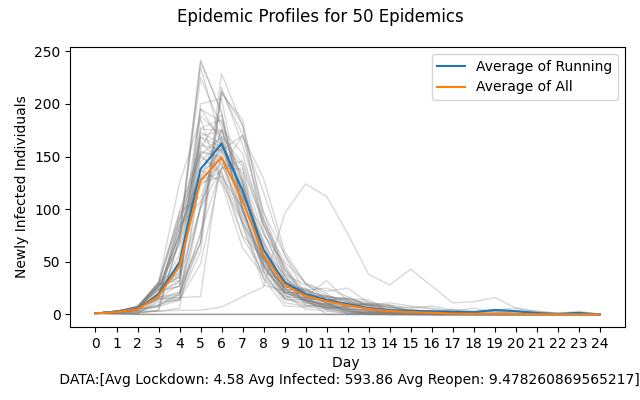 Epidemic Profiles for 50 Epidemics
250
200
150
100
50
0
Newly Infected Individuals
Average of Running
Average of All
0 1 2 3 4 5 6 7 8 9 10 11 12 13 14 15 16 17 18 19 20 21 22 23 24
Day
DATA:[Avg Lockdown: 4.58 Avg Infected: 593.86 Avg Reopen: 9.478260869565217]